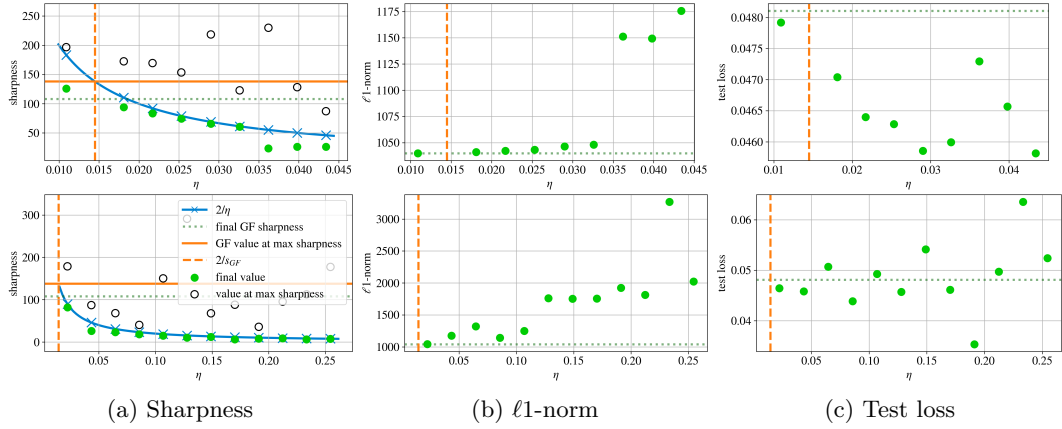 250
200
150
100
50
sharpness
0.010 0.015 0.020 0.025 0.030 0.035 0.040 0.045
η
1175
1150
1125
1100
1075
1050
ℓ1-norm
0.010 0.015 0.020 0.025 0.030 0.035 0.040 0.045
η
0.0480
0.0475
0.0470
0.0465
0.0460
test loss
0.01 0.02 0.03 0.04
η
300
200
100
0
sharpness
0.05 0.10 0.15 0.20 0.25
η
2/η
final GF sharpness
GF value at max sharpness
2/s_GF
final value
value at max sharpness
3000
2500
2000
1500
1000
ℓ1-norm
0.05 0.10 0.15 0.20 0.25
η
0.06
0.05
0.04
test loss
0.05 0.10 0.15 0.20 0.25
η
(a) Sharpness
(b) ℓ1-norm
(c) Test loss